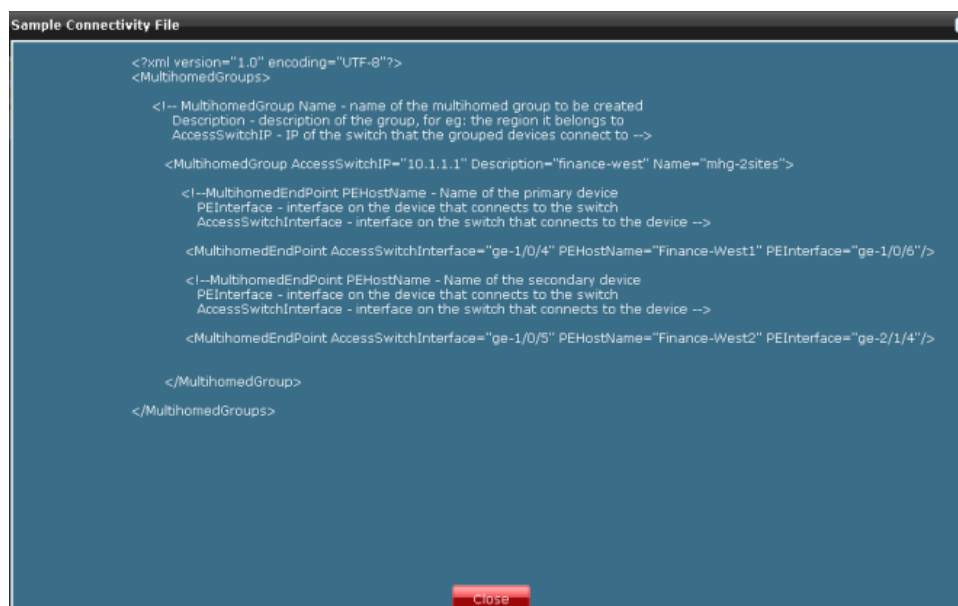 Sample Connectivity File
<?xml version="1.0" encoding="UTF-8"?>
<MultihomedGroups>
<!-- MultihomedGroup Name - name of the multihomed group to be created
Description - description of the group, for eg: the region it belongs to
AccessSwitchIP - IP of the switch that the grouped devices connect to -->
<MultihomedGroup AccessSwitchIP="10.1.1.1" Description="finance-west" Name="mhg-2sites">
<!--MultihomedEndPoint PEHostName - Name of the primary device
PEInterface - interface on the device that connects to the switch
AccessSwitchInterface - interface on the switch that connects to the device -->
<MultihomedEndPoint AccessSwitchInterface="ge-1/0/4" PEHostName="Finance-West1" PEInterface="ge-1/0/6"/>
<!--MultihomedEndPoint PEHostName - Name of the secondary device
PEInterface - interface on the device that connects to the switch
AccessSwitchInterface - interface on the switch that connects to the device -->
<MultihomedEndPoint AccessSwitchInterface="ge-1/0/5" PEHostName="Finance-West2" PEInterface="ge-2/1/4"/>
</MultihomedGroup>
</MultihomedGroups>
Close